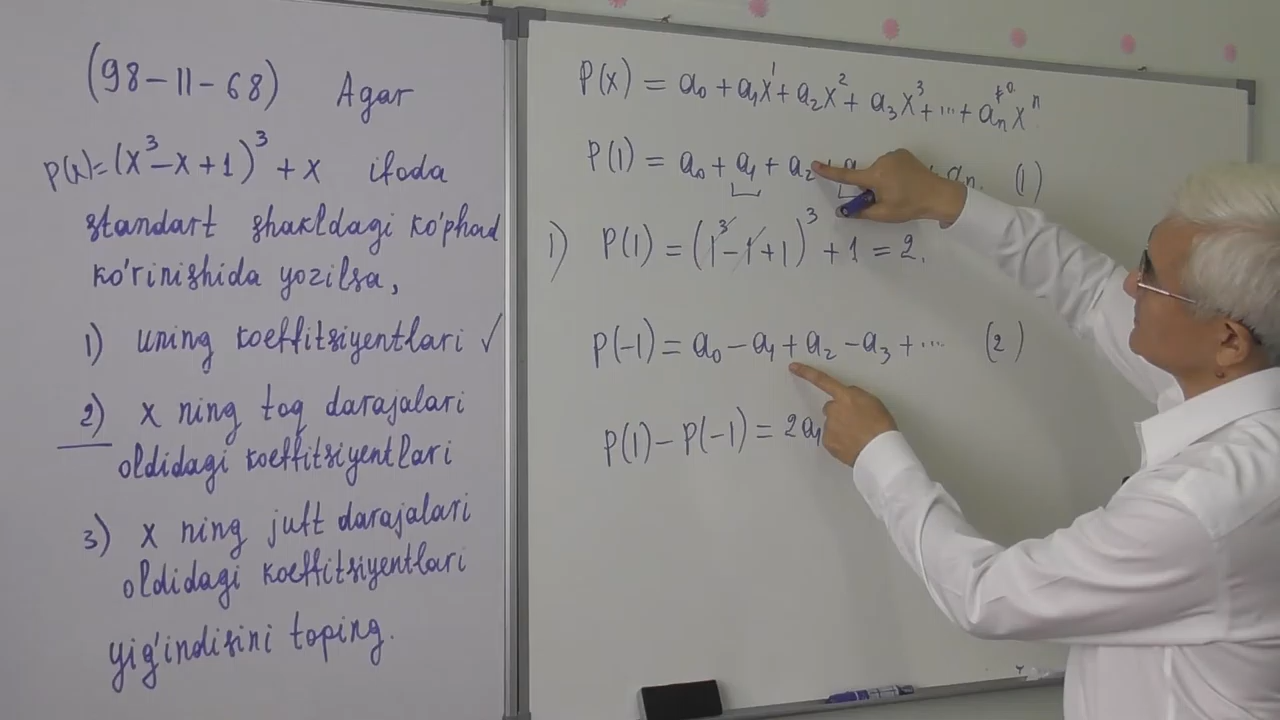 (98-11-68) Agar
P(x)=(x³-x+1)³+x ifoda
standart shakldagi ko'phad
ko'rinishida yozilsa,
1) uning koeffitsiyentlari ✓
2) x ning toq darajalari
oldidagi koeffitsiyentlari
3) x ning juft darajalari
oldidagi koeffitsiyentlari
yig'indisini toping.
P(x) = a₀ + a₁x¹ + a₂x² + a₃x³ + ... + aₙxⁿ ≠0
P(1) = a₀ + a₁ + a₂ + a + aₙ. (1)
1) P(1) = (1³-1+1)³ + 1 = 2.
P(-1) = a₀ - a₁ + a₂ - a₃ + ... (2)
P(1) - P(-1) = 2a₁